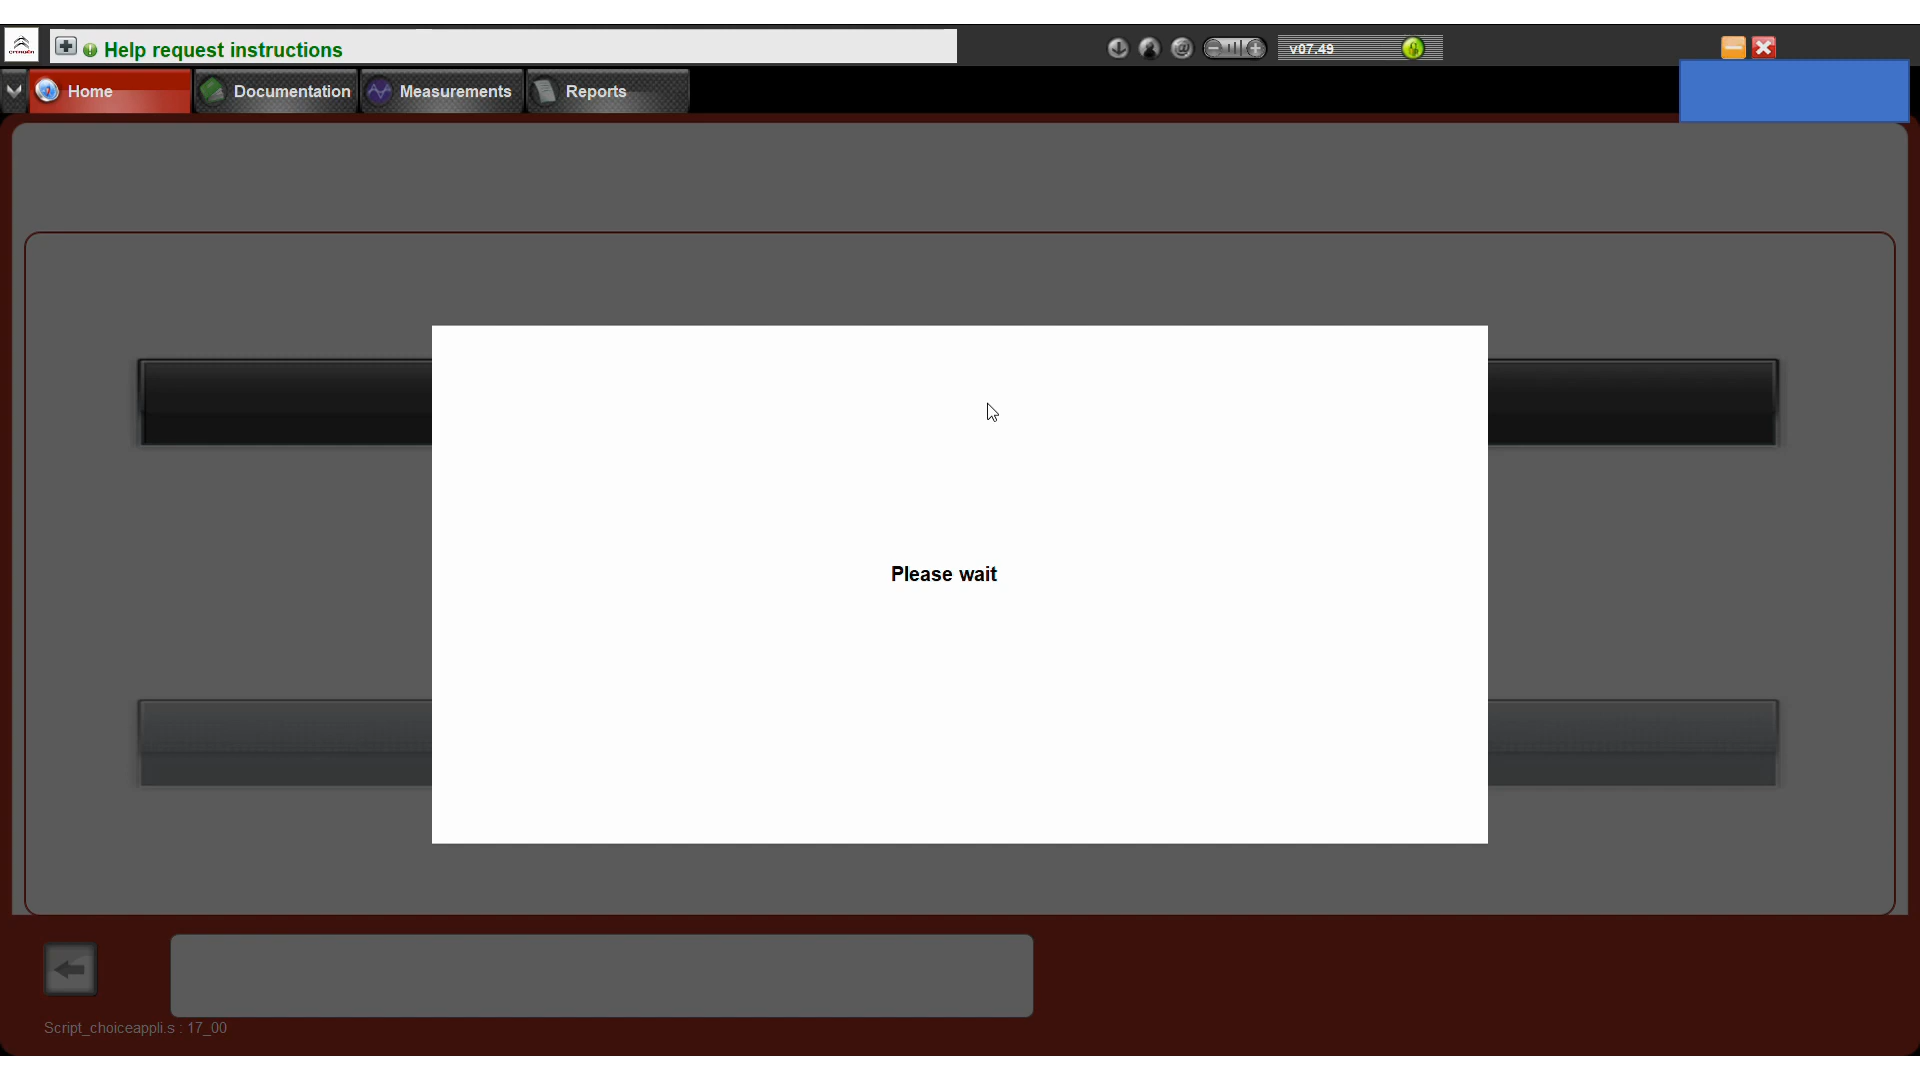 Help request instructions
v07.49
Home
Documentation
Measurements
Reports
Please wait
Script_choiceappli.s : 17_00